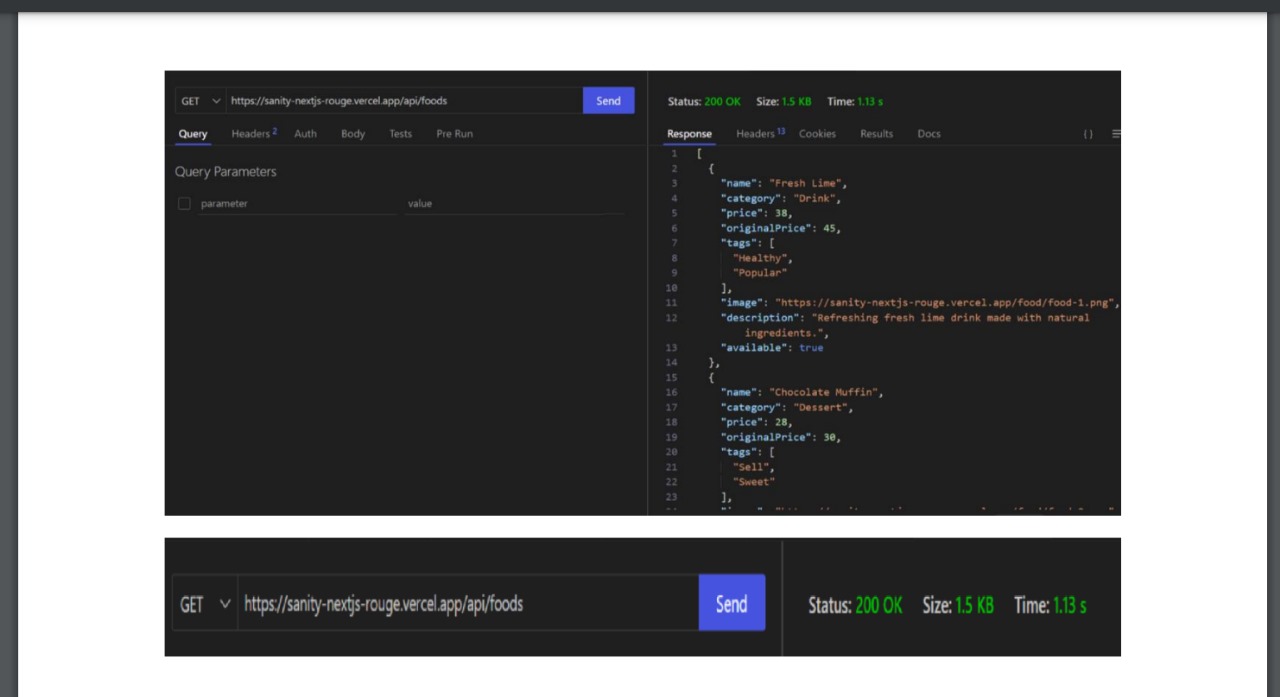 GET https://sanity-nextjs-rouge.vercel.app/api/foods Send
Query Headers 2 Auth Body Tests Pre Run
Query Parameters
parameter value
Status: 200 OK Size: 1.5 KB Time: 1.13 s
Response Headers 13 Cookies Results Docs { }
1 [
2 {
3 "name": "Fresh Lime",
4 "category": "Drink",
5 "price": 38,
6 "originalPrice": 45,
7 "tags": [
8 "Healthy",
9 "Popular"
10 ],
11 "image": "https://sanity-nextjs-rouge.vercel.app/food/food-1.png",
12 "description": "Refreshing fresh lime drink made with natural
ingredients.",
13 "available": true
14 },
15 {
16 "name": "Chocolate Muffin",
17 "category": "Dessert",
18 "price": 28,
19 "originalPrice": 30,
20 "tags": [
21 "Sell",
22 "Sweet"
23 ],
GET https://sanity-nextjs-rouge.vercel.app/api/foods Send Status: 200 OK Size: 1.5 KB Time: 1.13 s